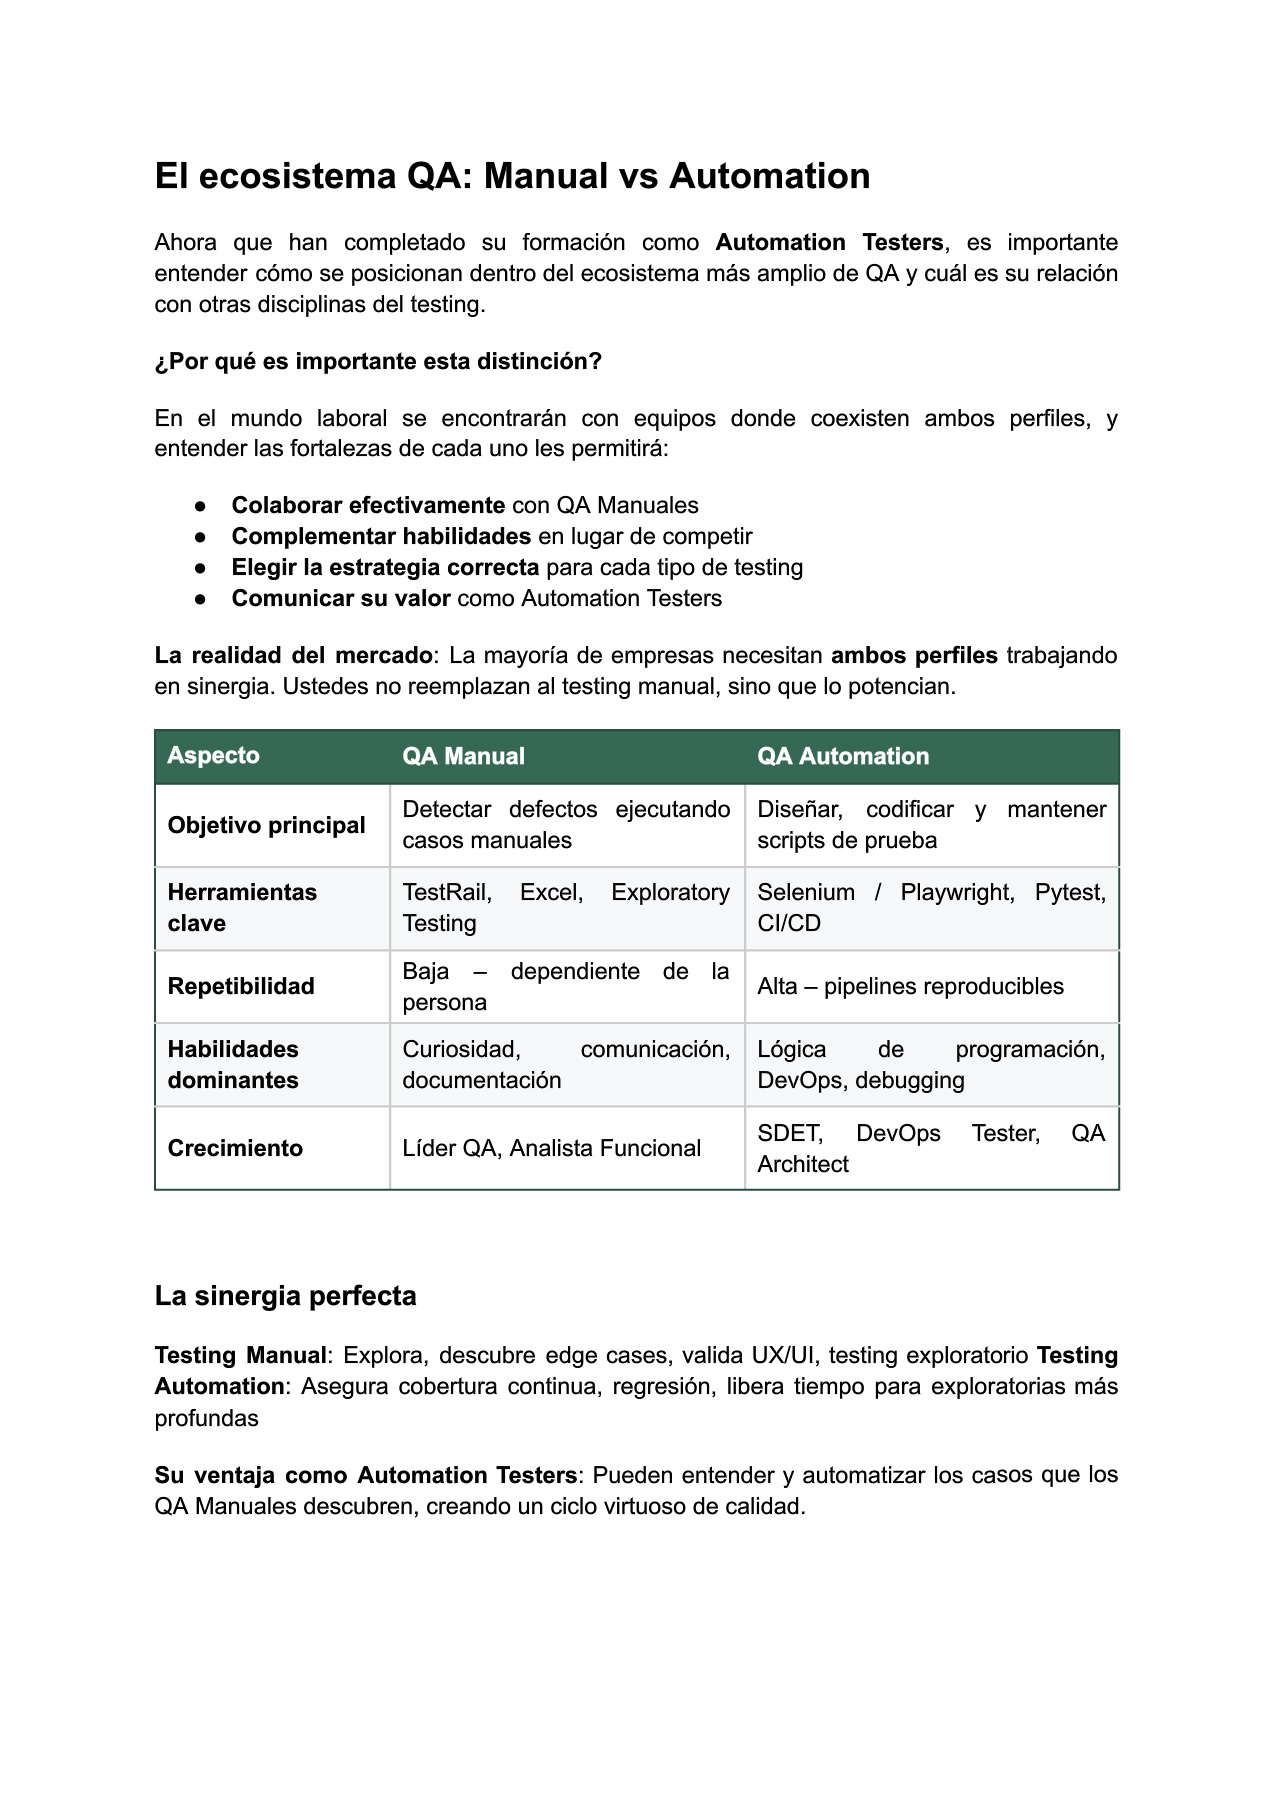 El ecosistema QA: Manual vs Automation
Ahora que han completado su formación como Automation Testers, es importante
entender cómo se posicionan dentro del ecosistema más amplio de QA y cuál es su relación
con otras disciplinas del testing.
¿Por qué es importante esta distinción?
En el mundo laboral se encontrarán con equipos donde coexisten ambos perfiles, y
entender las fortalezas de cada uno les permitirá:
● Colaborar efectivamente con QA Manuales
● Complementar habilidades en lugar de competir
● Elegir la estrategia correcta para cada tipo de testing
● Comunicar su valor como Automation Testers
La realidad del mercado: La mayoría de empresas necesitan ambos perfiles trabajando
en sinergia. Ustedes no reemplazan al testing manual, sino que lo potencian.
Aspecto
QA Manual
QA Automation
Objetivo principal
Detectar defectos ejecutando
casos manuales
Diseñar, codificar y mantener
scripts de prueba
Herramientas
clave
TestRail, Excel, Exploratory
Testing
Selenium / Playwright, Pytest,
CI/CD
Repetibilidad
Baja – dependiente de la
persona
Alta – pipelines reproducibles
Habilidades
dominantes
Curiosidad, comunicación,
documentación
Lógica de programación,
DevOps, debugging
Crecimiento
Líder QA, Analista Funcional
SDET, DevOps Tester, QA
Architect
La sinergia perfecta
Testing Manual: Explora, descubre edge cases, valida UX/UI, testing exploratorio Testing
Automation: Asegura cobertura continua, regresión, libera tiempo para exploratorias más
profundas
Su ventaja como Automation Testers: Pueden entender y automatizar los casos que los
QA Manuales descubren, creando un ciclo virtuoso de calidad.